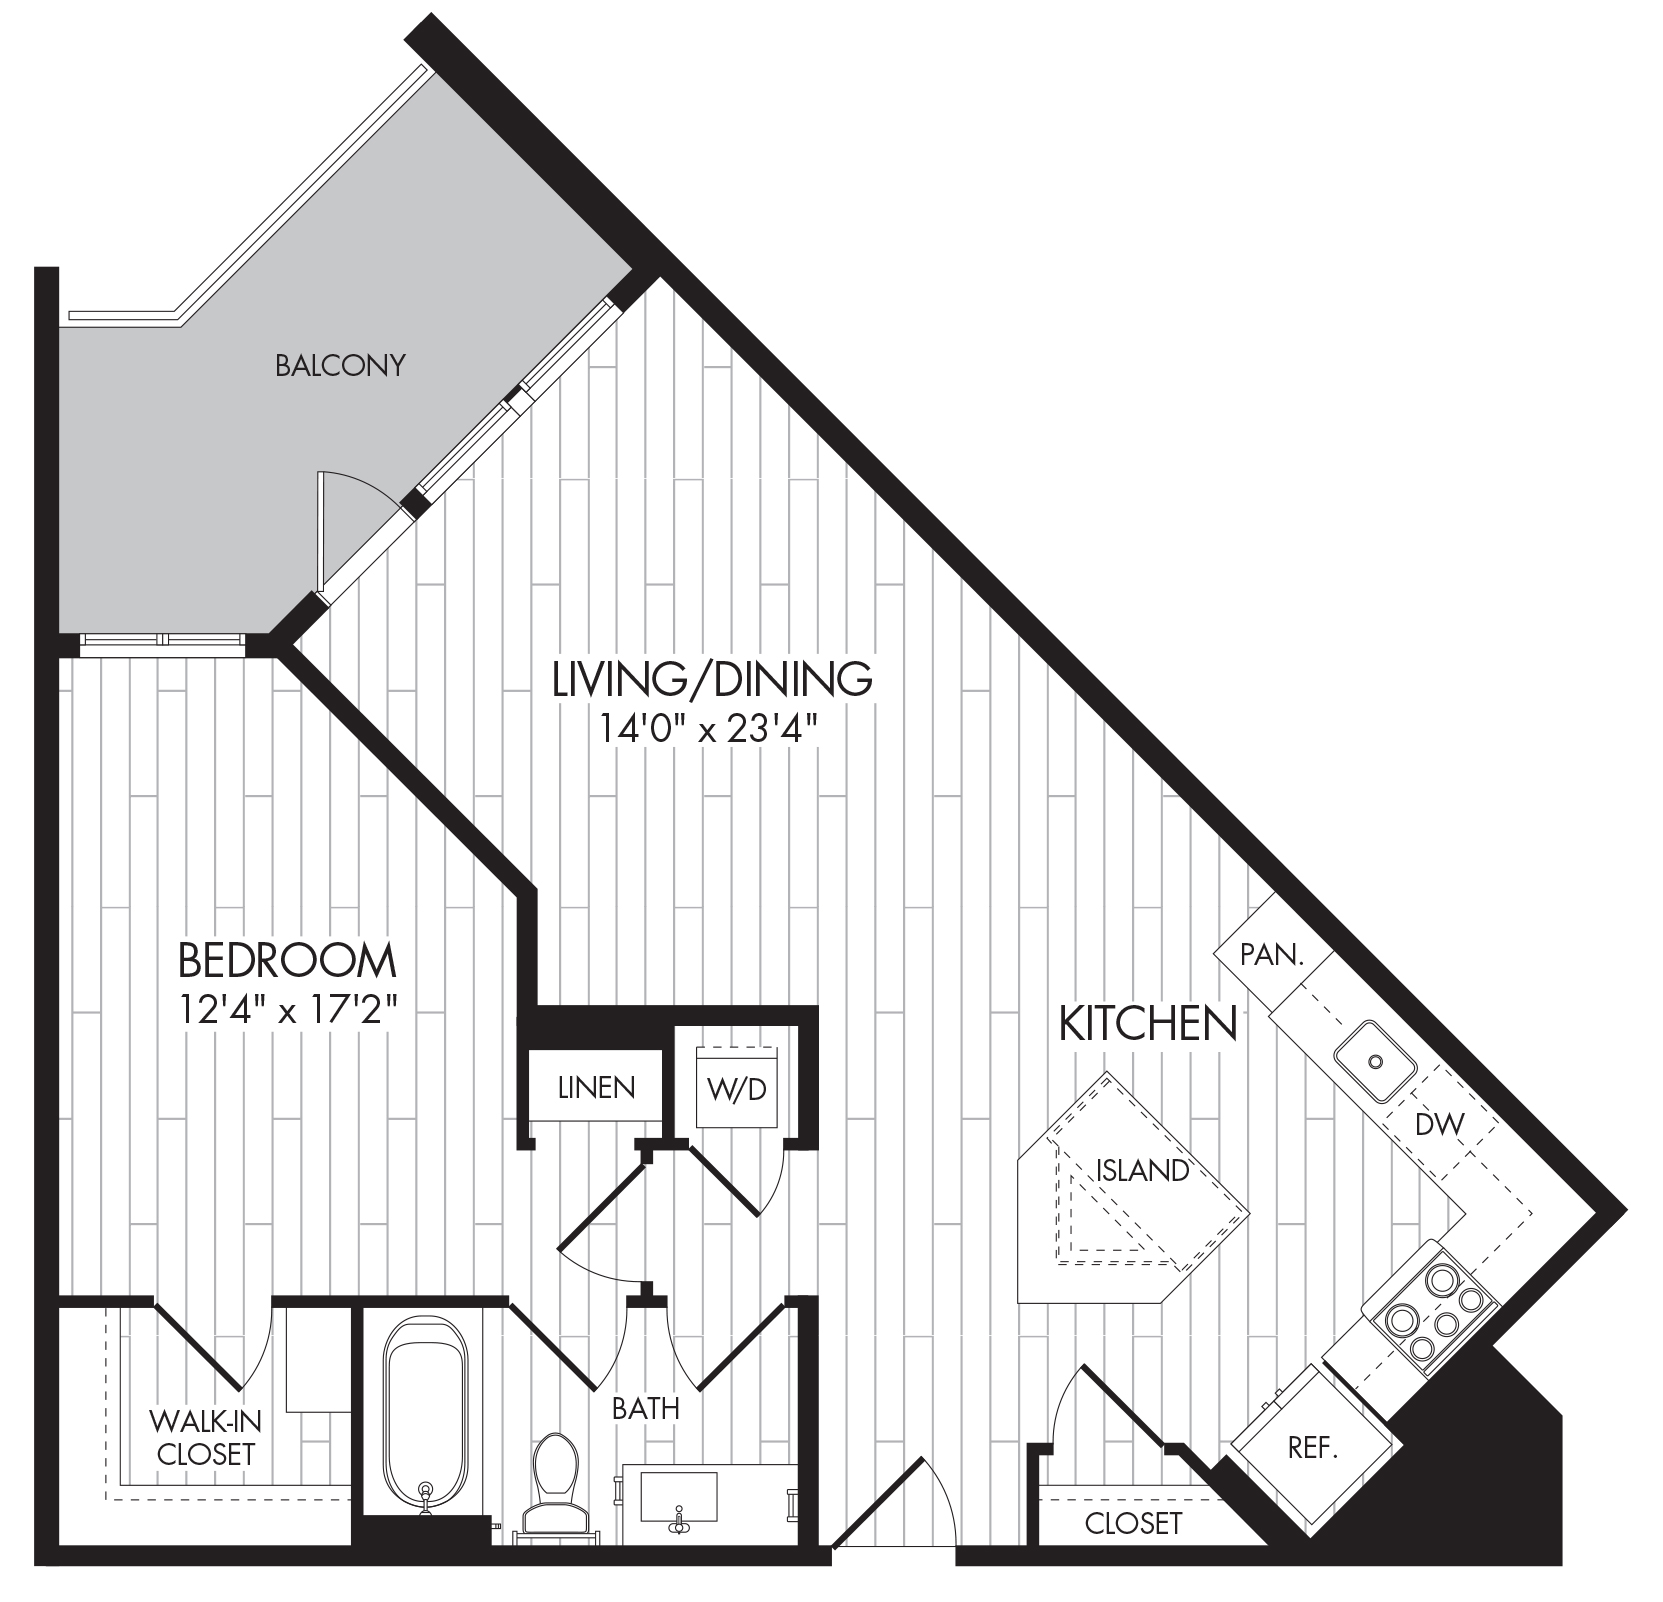 BALCONY
LIVING/DINING
14'0" x 23'4"
BEDROOM
12'4" x 17'2"
PAN.
KITCHEN
LINEN
W/D
DW
ISLAND
WALK-IN
CLOSET
BATH
REF.
CLOSET